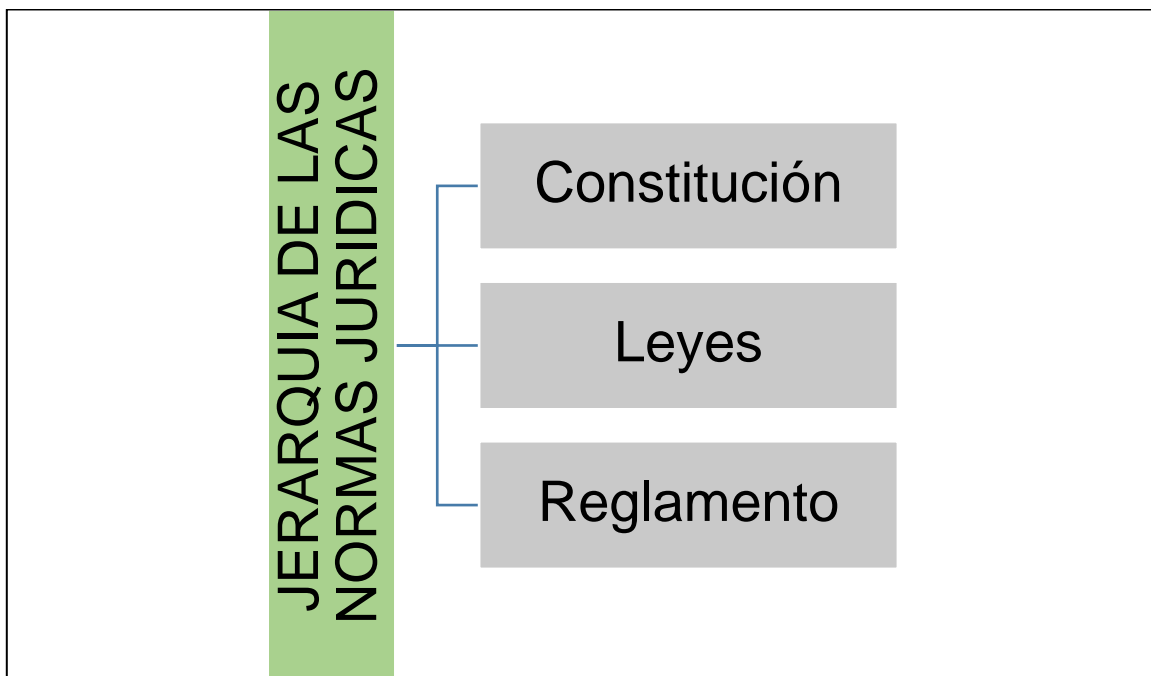 JERARQUIA DE LAS
NORMAS JURIDICAS
Constitución
Leyes
Reglamento